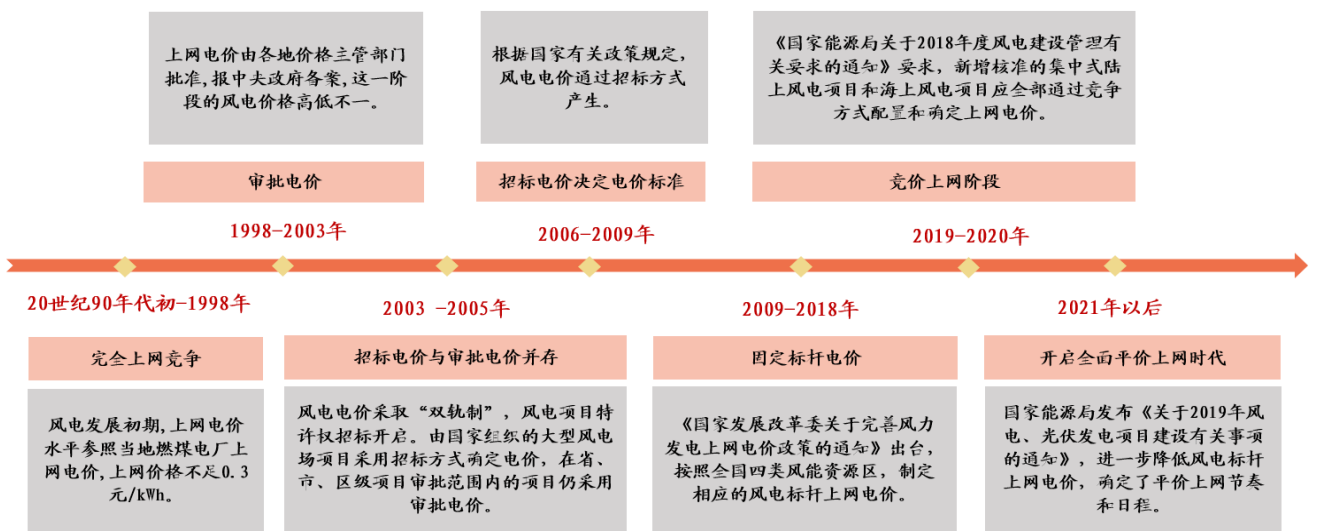 上网电价由各地价格主管部门
批准,报中央政府备案,这一阶
段的风电价格高低不一。
审批电价
1998-2003年
根据国家有关政策规定,
风电电价通过招标方式
产生。
招标电价决定电价标准
2006-2009年
《国家能源局关于2018年度风电建设管理有
关要求的通知》要求，新增核准的集中式陆
上风电项目和海上风电项目应全部通过竞争
方式配置和确定上网电价。
竞价上网阶段
2019-2020年
20世纪90年代初-1998年
完全上网竞争
风电发展初期,上网电价
水平参照当地燃煤电厂上
网电价,上网价格不足0.3
元/kWh。
2003 -2005年
招标电价与审批电价并存
风电电价采取“双轨制”，风电项目特
许权招标开启。由国家组织的大型风电
场项目采用招标方式确定电价，在省、
市、区级项目审批范围内的项目仍采用
审批电价。
2009-2018年
固定标杆电价
《国家发展改革委关于完善风力
发电上网电价政策的通知》出台，
按照全国四类风能资源区，制定
相应的风电标杆上网电价。
2021年以后
开启全面平价上网时代
国家能源局发布《关于2019年风
电、光伏发电项目建设有关事项
的通知》，进一步降低风电标杆
上网电价，确定了平价上网节奏
和日程。